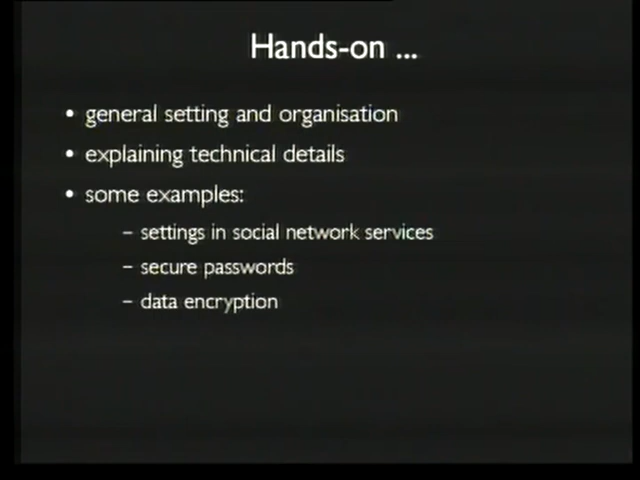 Hands-on ...
• general setting and organisation
• explaining technical details
• some examples:
– settings in social network services
– secure passwords
– data encryption